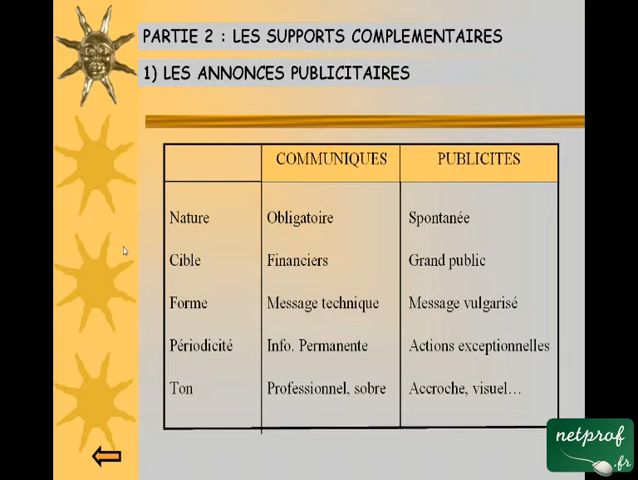 PARTIE 2 : LES SUPPORTS COMPLEMENTAIRES
1) LES ANNONCES PUBLICITAIRES
COMMUNIQUES PUBLICITES
Nature Obligatoire Spontanée
Cible Financiers Grand public
Forme Message technique Message vulgarisé
Périodicité Info. Permanente Actions exceptionnelles
Ton Professionnel, sobre Accroche, visuel…
netprof
.fr